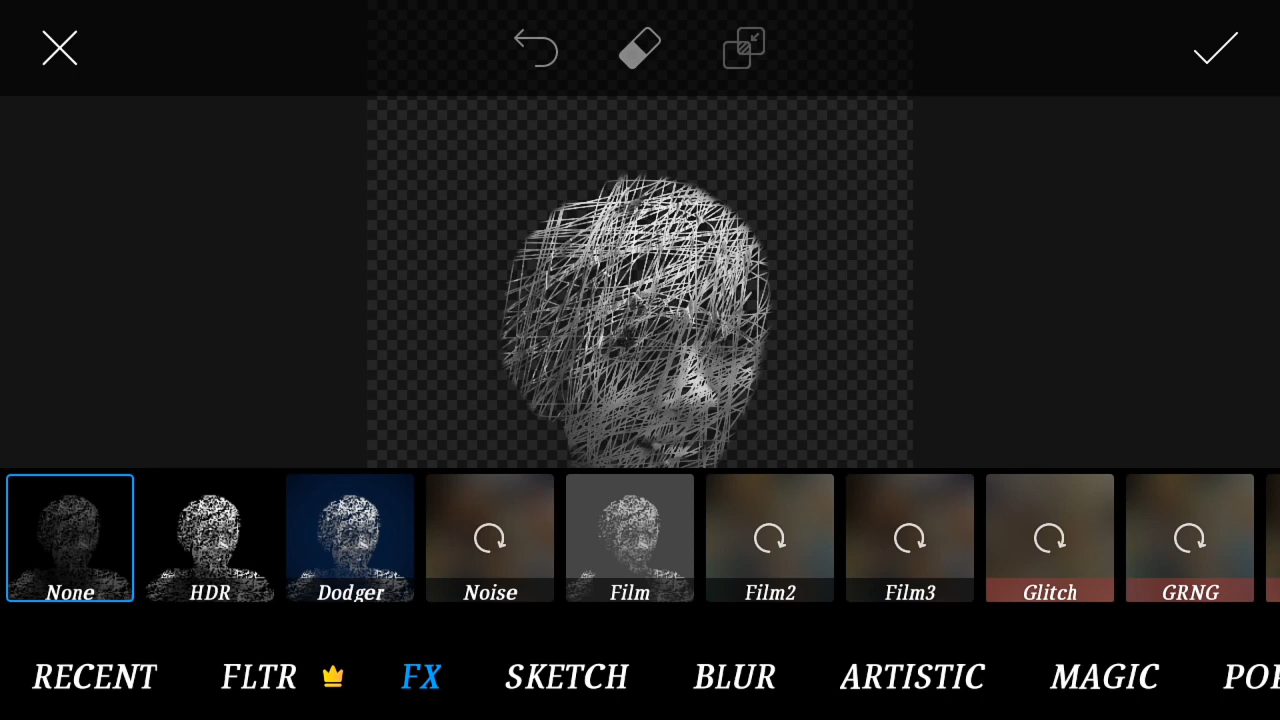 None
HDR
Dodger
Noise
Film
Film2
Film3
Glitch
GRNG
RECENT
FLTR
FX
SKETCH
BLUR
ARTISTIC
MAGIC